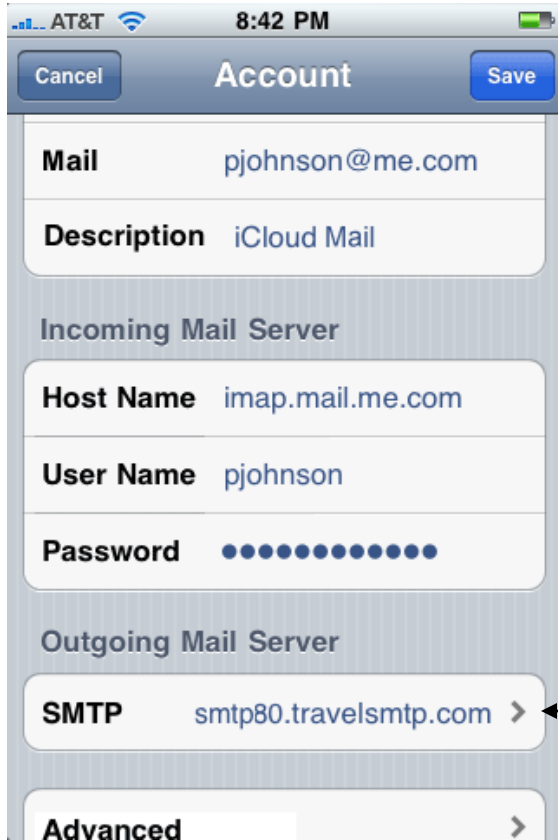 AT&T 8:42 PM
Cancel Account Save
Mail pjohnson@me.com
Description iCloud Mail
Incoming Mail Server
Host Name imap.mail.me.com
User Name pjohnson
Password ●●●●●●●●●●●●
Outgoing Mail Server
SMTP smtp80.travelsmtp.com
Advanced